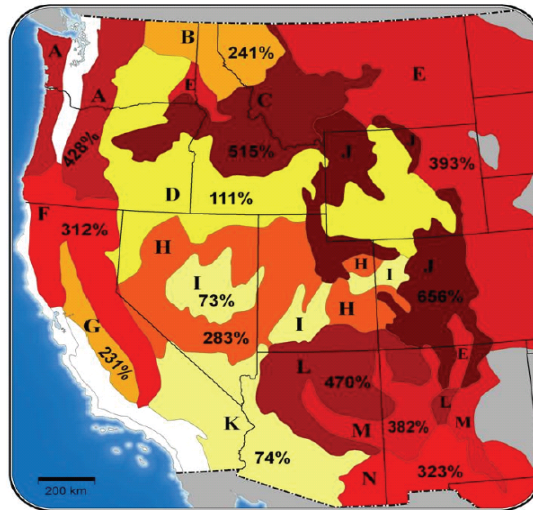 A
B
241%
E
A
E
C
J
J
393%
428%
515%
D
111%
F
312%
H
H
I
J
I
73%
656%
H
283%
I
G
231%
L
470%
E
L
K
M
382%
M
74%
N
323%
200 km